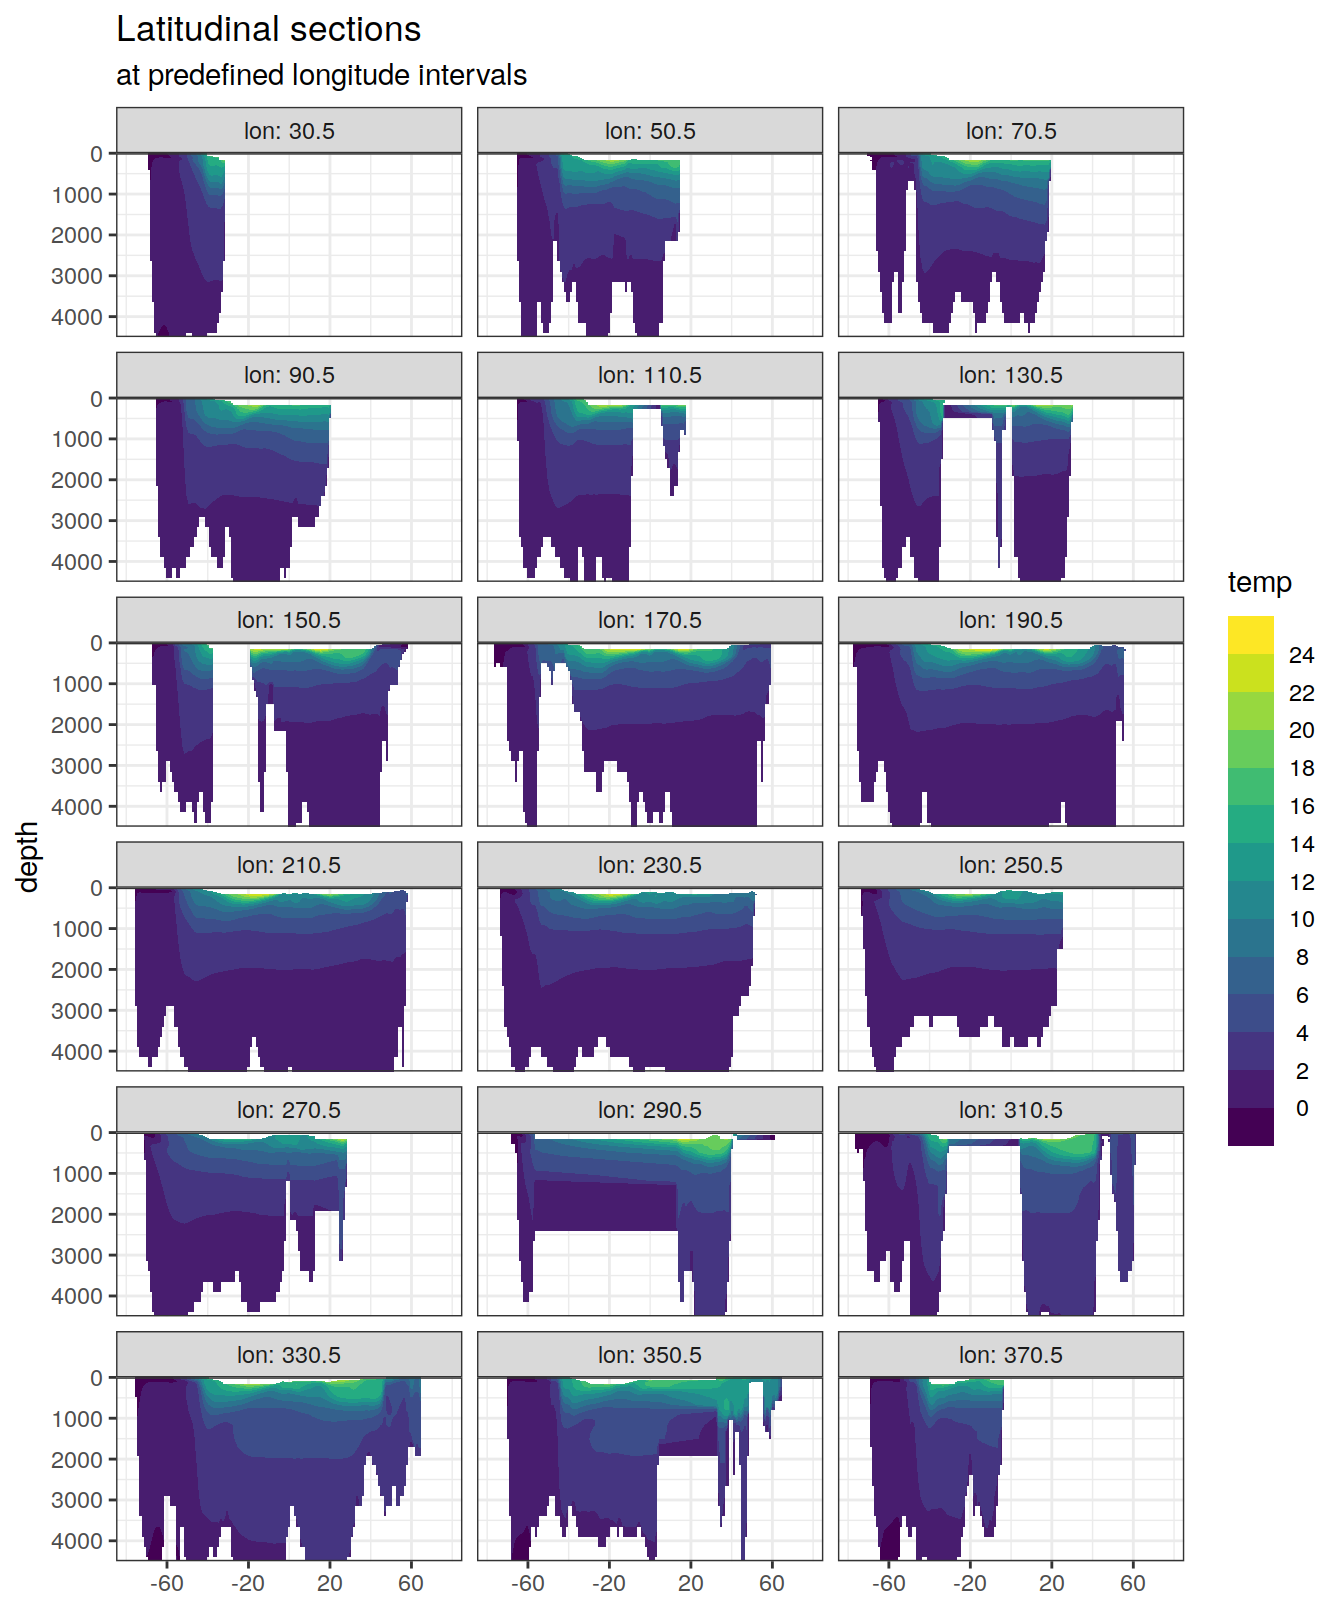 Latitudinal sections
at predefined longitude intervals
lon: 30.5
lon: 50.5
lon: 70.5
0
1000
2000
3000
4000
lon: 90.5
lon: 110.5
lon: 130.5
0
1000
2000
3000
4000
lon: 150.5
lon: 170.5
lon: 190.5
0
1000
2000
3000
4000
lon: 210.5
lon: 230.5
lon: 250.5
0
1000
2000
3000
4000
lon: 270.5
lon: 290.5
lon: 310.5
0
1000
2000
3000
4000
lon: 330.5
lon: 350.5
lon: 370.5
0
1000
2000
3000
4000
-60 -20 20 60
-60 -20 20 60
-60 -20 20 60
depth
temp
24
22
20
18
16
14
12
10
8
6
4
2
0